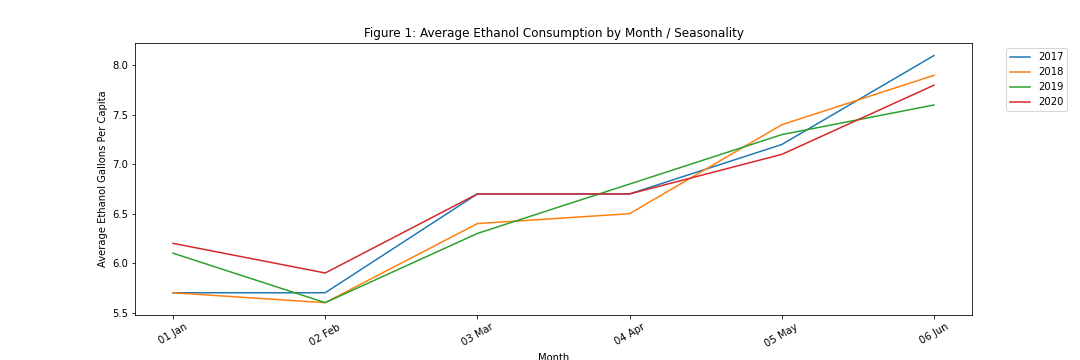 Figure 1: Average Ethanol Consumption by Month / Seasonality
2017
2018
2019
2020
Average Ethanol Gallons Per Capita
8.0
7.5
7.0
6.5
6.0
5.5
01 Jan
02 Feb
03 Mar
04 Apr
05 May
06 Jun
Month